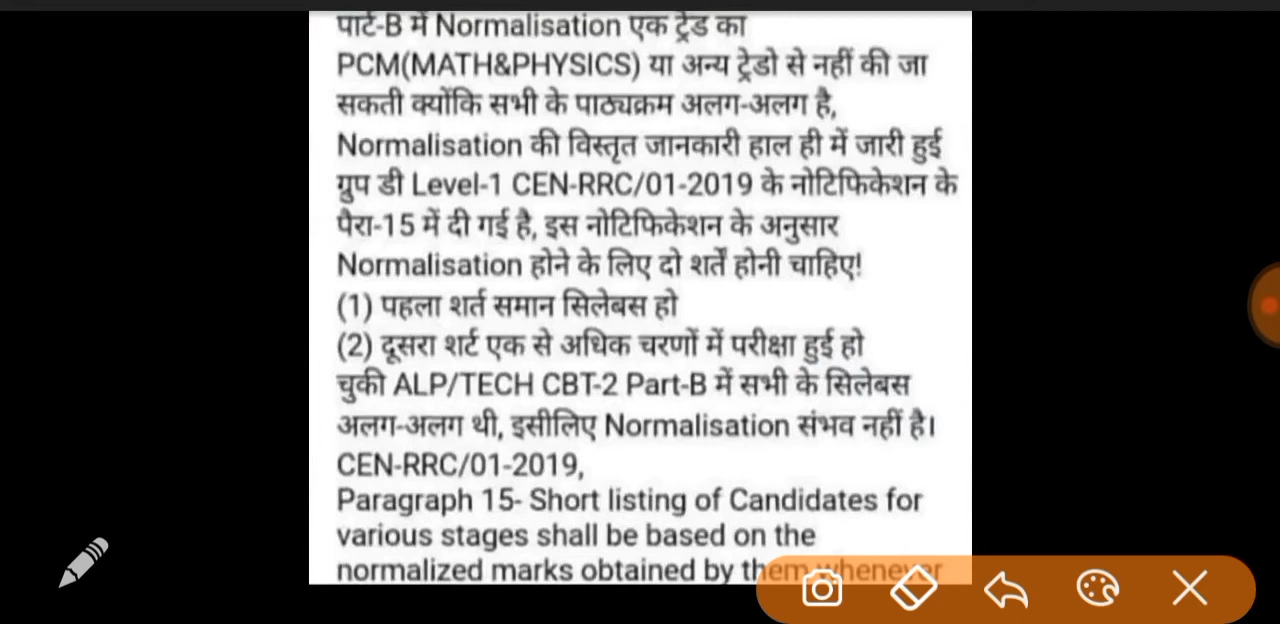 पार्ट-B में Normalisation एक ट्रेड का
PCM(MATH&PHYSICS) या अन्य ट्रेडो से नहीं की जा
सकती क्योंकि सभी के पाठ्यक्रम अलग-अलग है,
Normalisation की विस्तृत जानकारी हाल ही में जारी हुई
ग्रुप डी Level-1 CEN-RRC/01-2019 के नोटिफिकेशन के
पैरा-15 में दी गई है, इस नोटिफिकेशन के अनुसार
Normalisation होने के लिए दो शर्तें होनी चाहिए!
(1) पहला शर्त समान सिलेबस हो
(2) दूसरा शर्ट एक से अधिक चरणों में परीक्षा हुई हो
चुकी ALP/TECH CBT-2 Part-B में सभी के सिलेबस
अलग-अलग थी, इसीलिए Normalisation संभव नहीं है।
CEN-RRC/01-2019,
Paragraph 15- Short listing of Candidates for
various stages shall be based on the
normalized marks obtained by them whenever